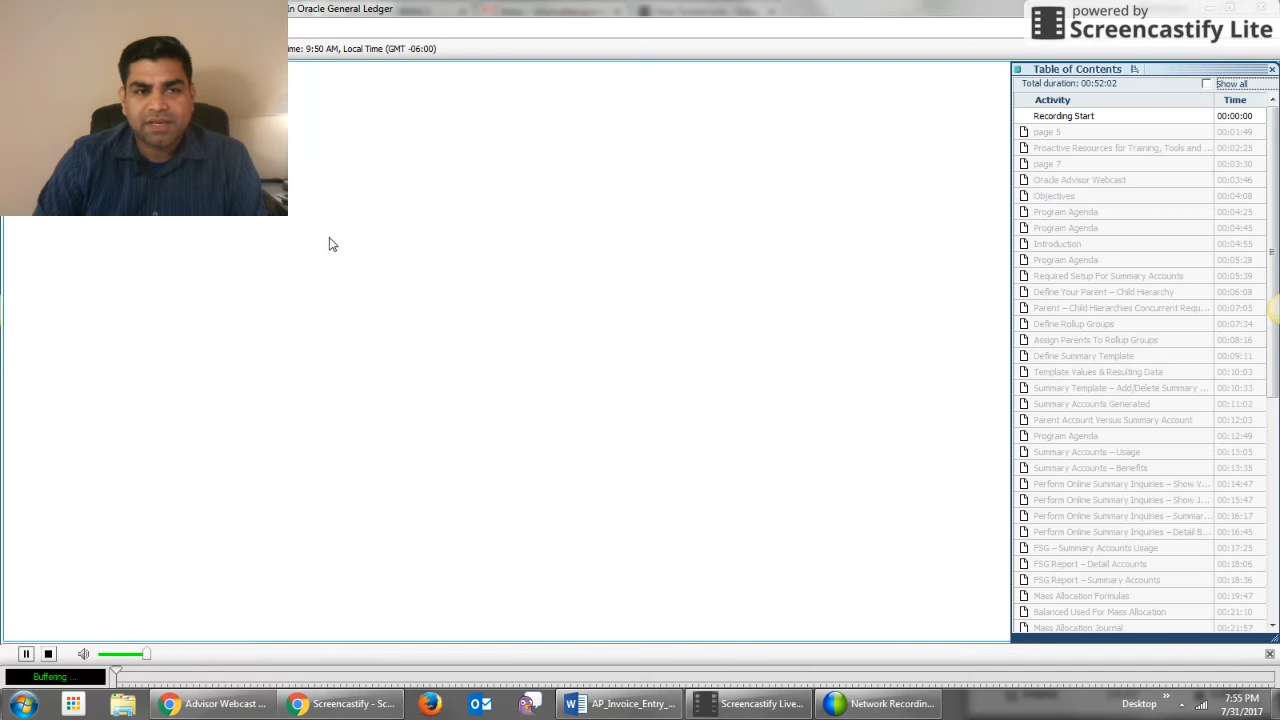 In Oracle General Ledger
powered by
Screencastify Lite
ime: 9:50 AM, Local Time (GMT -06:00)
Table of Contents
Total duration: 00:52:02
Show all
Activity Time
Recording Start 00:00:00
page 5 00:01:49
Proactive Resources for Training, Tools and ... 00:02:25
page 7 00:03:30
Oracle Advisor Webcast 00:03:46
Objectives 00:04:08
Program Agenda 00:04:25
Program Agenda 00:04:45
Introduction 00:04:55
Program Agenda 00:05:28
Required Setup For Summary Accounts 00:05:39
Define Your Parent – Child Hierarchy 00:06:08
Parent – Child Hierarchies Concurrent Requ... 00:07:05
Define Rollup Groups 00:07:34
Assign Parents To Rollup Groups 00:08:16
Define Summary Template 00:09:11
Template Values & Resulting Data 00:10:03
Summary Template – Add/Delete Summary ... 00:10:33
Summary Accounts Generated 00:11:02
Parent Account Versus Summary Account 00:12:03
Program Agenda 00:12:49
Summary Accounts – Usage 00:13:05
Summary Accounts – Benefits 00:13:35
Perform Online Summary Inquiries – Show V... 00:14:47
Perform Online Summary Inquiries – Show J... 00:15:47
Perform Online Summary Inquiries – Summar... 00:16:17
Perform Online Summary Inquiries – Detail B... 00:16:45
FSG – Summary Accounts Usage 00:17:25
FSG Report – Detail Accounts 00:18:06
FSG Report – Summary Accounts 00:18:36
Mass Allocation Formulas 00:19:47
Balanced Used For Mass Allocation 00:21:10
Mass Allocation Journal 00:21:57
Buffering ...
Advisor Webcast ...
Screencastify - Sc...
AP_Invoice_Entry_...
Screencastify Live...
Network Recordin...
Desktop
7:55 PM
7/31/2017